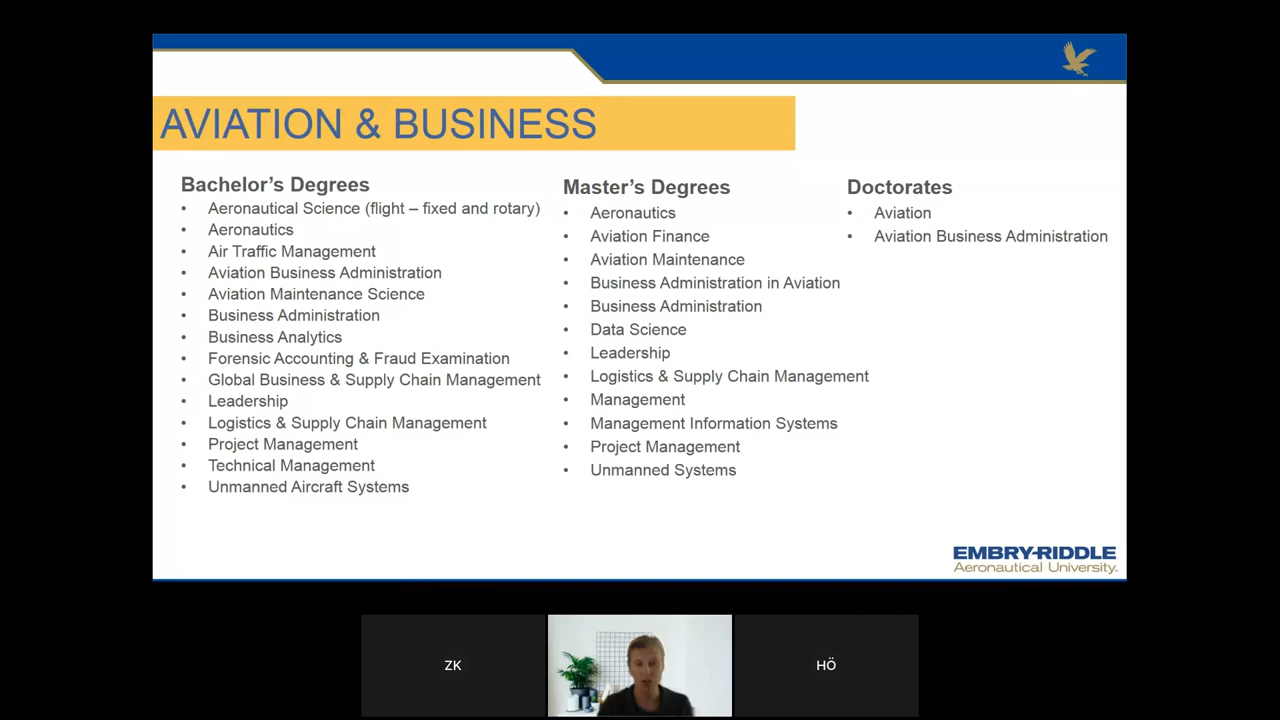 AVIATION & BUSINESS
Bachelor's Degrees
• Aeronautical Science (flight – fixed and rotary)
• Aeronautics
• Air Traffic Management
• Aviation Business Administration
• Aviation Maintenance Science
• Business Administration
• Business Analytics
• Forensic Accounting & Fraud Examination
• Global Business & Supply Chain Management
• Leadership
• Logistics & Supply Chain Management
• Project Management
• Technical Management
• Unmanned Aircraft Systems
Master's Degrees
• Aeronautics
• Aviation Finance
• Aviation Maintenance
• Business Administration in Aviation
• Business Administration
• Data Science
• Leadership
• Logistics & Supply Chain Management
• Management
• Management Information Systems
• Project Management
• Unmanned Systems
Doctorates
• Aviation
• Aviation Business Administration
EMBRY-RIDDLE
Aeronautical University.
ZK
HÖ